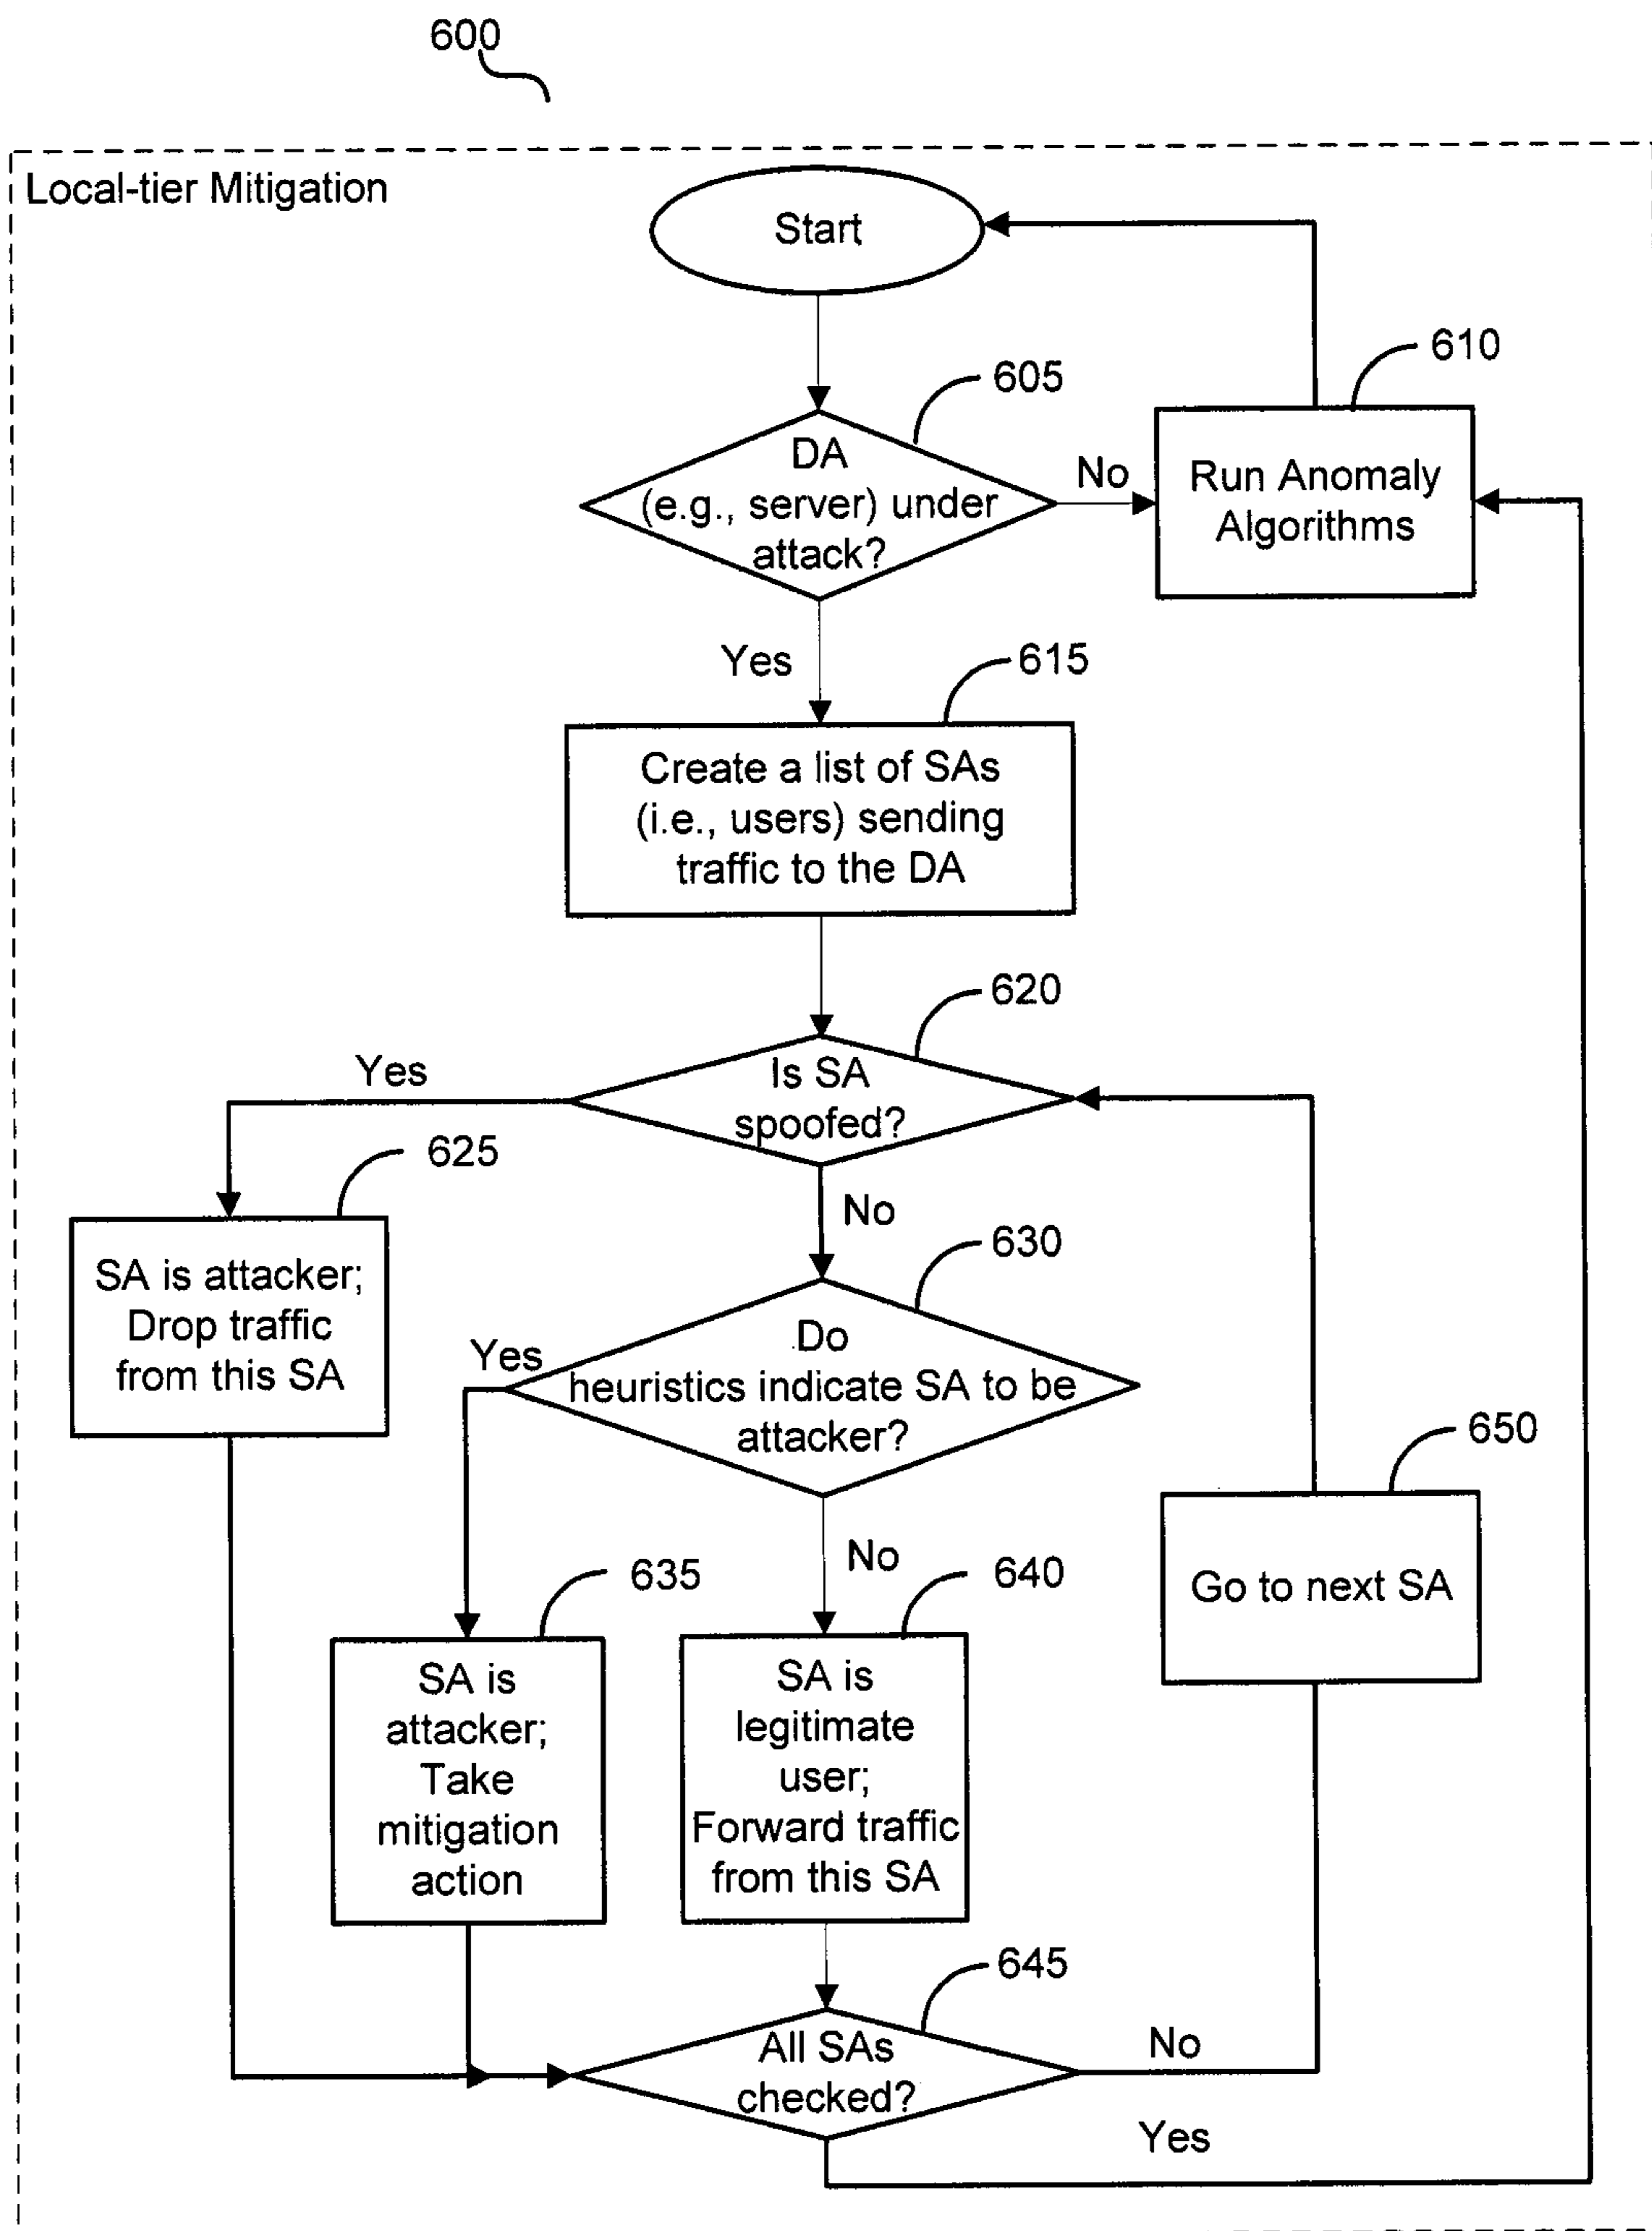 600
Local-tier Mitigation
Start
610
605
DA
(e.g., server) under
attack?
No
Run Anomaly
Algorithms
Yes
615
Create a list of SAs
(i.e., users) sending
traffic to the DA
620
Is SA
spoofed?
Yes
625
No
SA is attacker;
Drop traffic
from this SA
630
Do
heuristics indicate SA to be
attacker?
Yes
650
No
Go to next SA
635
640
SA is
attacker;
Take
mitigation
action
SA is
legitimate
user;
Forward traffic
from this SA
645
All SAs
checked?
No
Yes